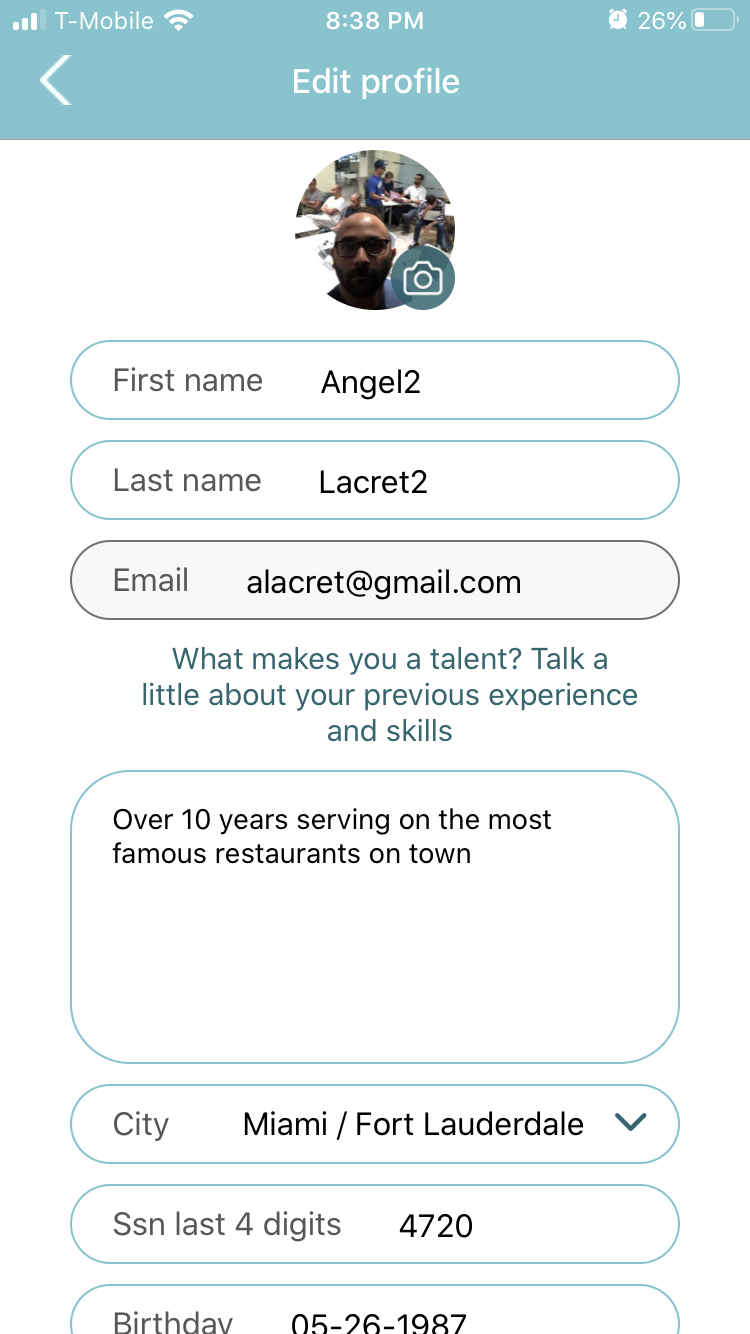 T-Mobile 8:38 PM 26%
Edit profile
First name Angel2
Last name Lacret2
Email alacret@gmail.com
What makes you a talent? Talk a
little about your previous experience
and skills
Over 10 years serving on the most
famous restaurants on town
City Miami / Fort Lauderdale
Ssn last 4 digits 4720
Birthday 05-26-1987